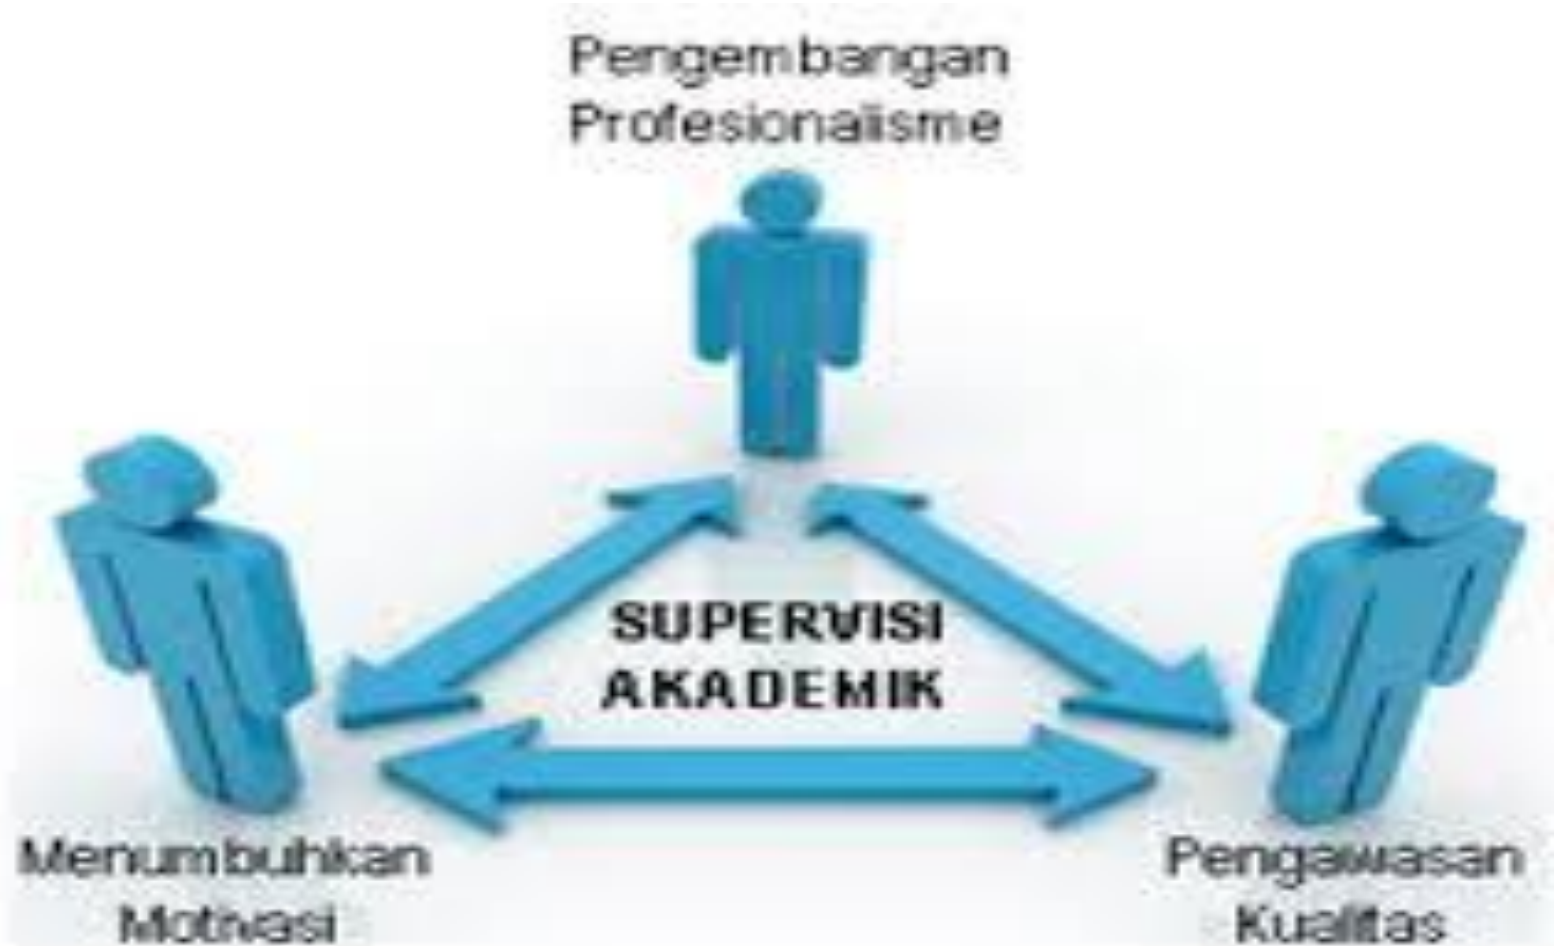 Pengembangan
Profesionalisme
SUPERVISI
AKADEMIK
Menumbuhkan
Motivasi
Pengawasan
Kualitas